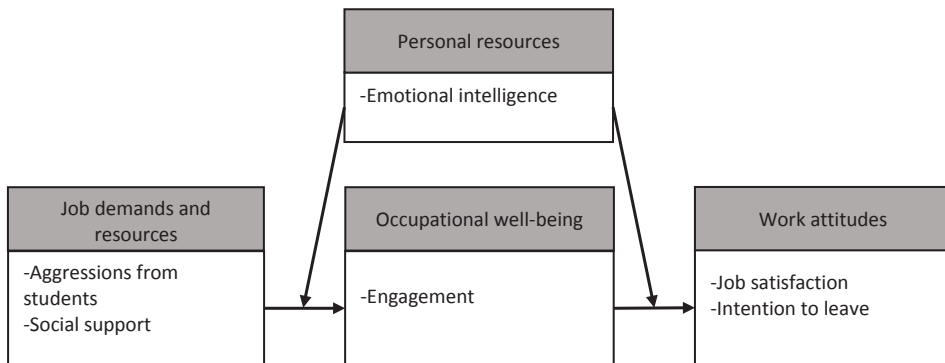 Personal resources
-Emotional intelligence
Job demands and
resources
-Aggressions from
students
-Social support
Occupational well-being
-Engagement
Work attitudes
-Job satisfaction
-Intention to leave